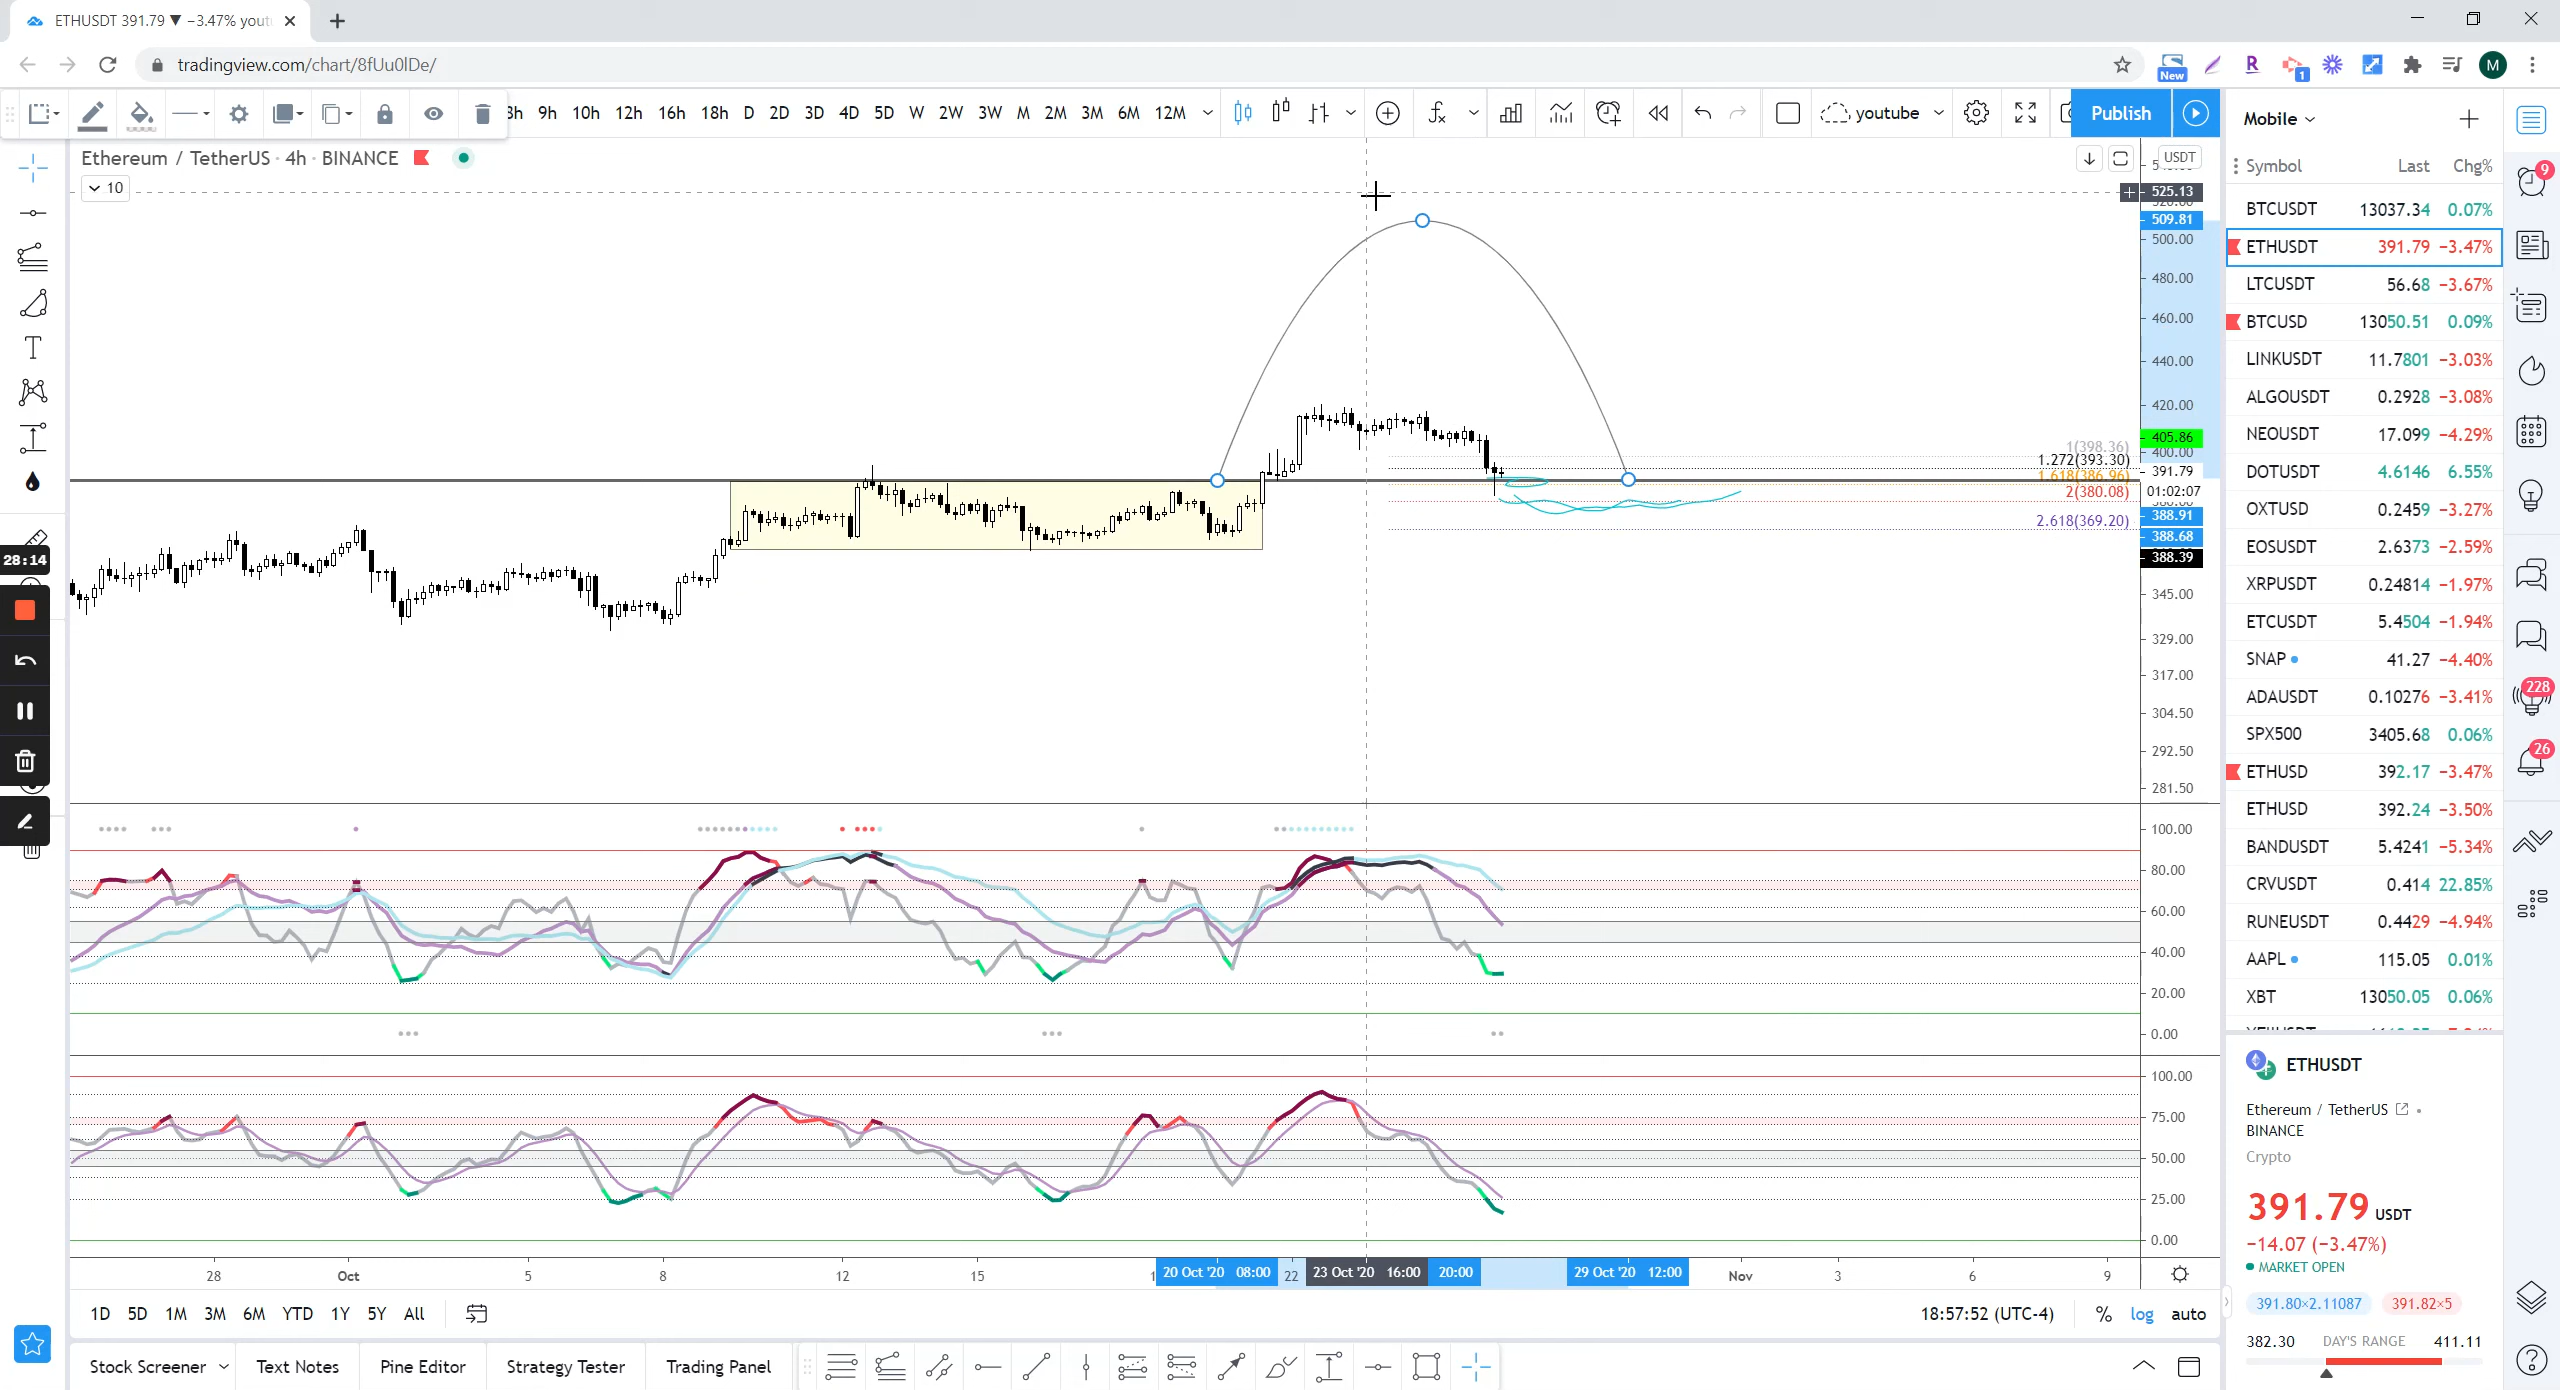 ETHUSDT 391.79 ▼ −3.47% yout
tradingview.com/chart/8fUu0lDe/
New
R
1
M
8h 9h 10h 12h 16h 18h D 2D 3D 4D 5D W 2W 3W M 2M 3M 6M 12M
youtube
Publish
Ethereum / TetherUS · 4h · BINANCE
10
USDT
525.13
509.81
500.00
480.00
460.00
440.00
420.00
405.86
400.00
391.79
01:02:07
388.91
388.68
388.39
345.00
329.00
317.00
304.50
292.50
281.50
1(398.36)
1.272(393.30)
1.618(386.96)
2(380.08)
2.618(369.20)
28:14
100.00
80.00
60.00
40.00
20.00
0.00
100.00
75.00
50.00
25.00
0.00
28 Oct 5 8 12 15 20 Oct '20 08:00 22 23 Oct '20 16:00 20:00 29 Oct '20 12:00 Nov 3 6 9
1D 5D 1M 3M 6M YTD 1Y 5Y All
18:57:52 (UTC-4) % log auto
Stock Screener Text Notes Pine Editor Strategy Tester Trading Panel
Mobile
Symbol Last Chg%
BTCUSDT 13037.34 0.07%
ETHUSDT 391.79 −3.47%
LTCUSDT 56.68 −3.67%
BTCUSD 13050.51 0.09%
LINKUSDT 11.7801 −3.03%
ALGOUSDT 0.2928 −3.08%
NEOUSDT 17.099 −4.29%
DOTUSDT 4.6146 6.55%
OXTUSD 0.2459 −3.27%
EOSUSDT 2.6373 −2.59%
XRPUSDT 0.24814 −1.97%
ETCUSDT 5.4504 −1.94%
SNAP 41.27 −4.40%
ADAUSDT 0.10276 −3.41%
SPX500 3405.68 0.06%
ETHUSD 392.17 −3.47%
ETHUSD 392.24 −3.50%
BANDUSDT 5.4241 −5.34%
CRVUSDT 0.414 22.85%
RUNEUSDT 0.4429 −4.94%
AAPL 115.05 0.01%
XBT 13050.05 0.06%
ETHUSDT
Ethereum / TetherUS
BINANCE
Crypto
391.79 USDT
−14.07 (−3.47%)
MARKET OPEN
391.80×2.11087 391.82×5
382.30 DAY'S RANGE 411.11
9
228
26